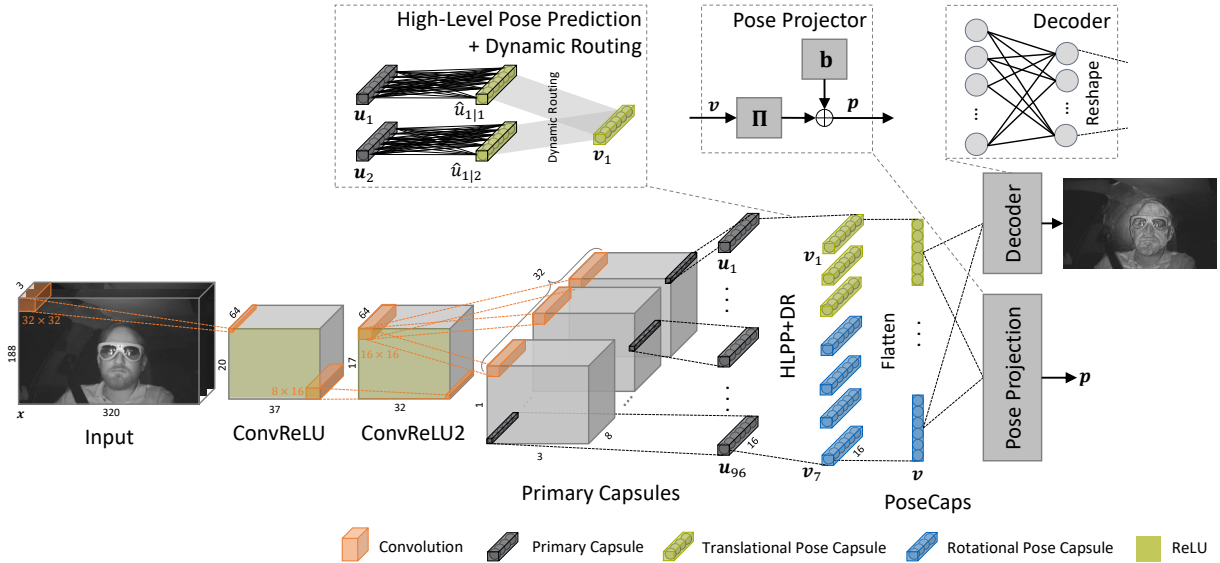 High-Level Pose Prediction
+ Dynamic Routing
u₁
û₁|₁
u₂
û₁|₂
Dynamic Routing
v₁
Pose Projector
b
v
Π
p
Decoder
...
...
Reshape
3
32 × 32
188
x
320
Input
64
20
8 × 16
37
ConvReLU
64
17
16 × 16
32
ConvReLU2
32
1
3
...
8
Primary Capsules
u₁
...
...
u₉₆
16
HLPP+DR
v₁
v₇
16
Flatten
...
v
PoseCaps
Decoder
Pose Projection
p
Convolution
Primary Capsule
Translational Pose Capsule
Rotational Pose Capsule
ReLU